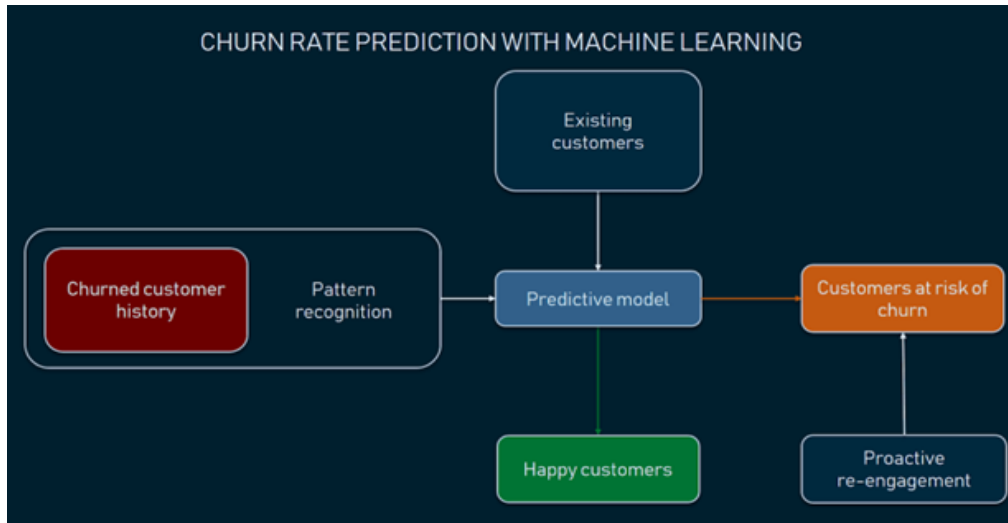 CHURN RATE PREDICTION WITH MACHINE LEARNING
Existing
customers
Churned customer
history
Pattern
recognition
Predictive model
Customers at risk of
churn
Happy customers
Proactive
re-engagement